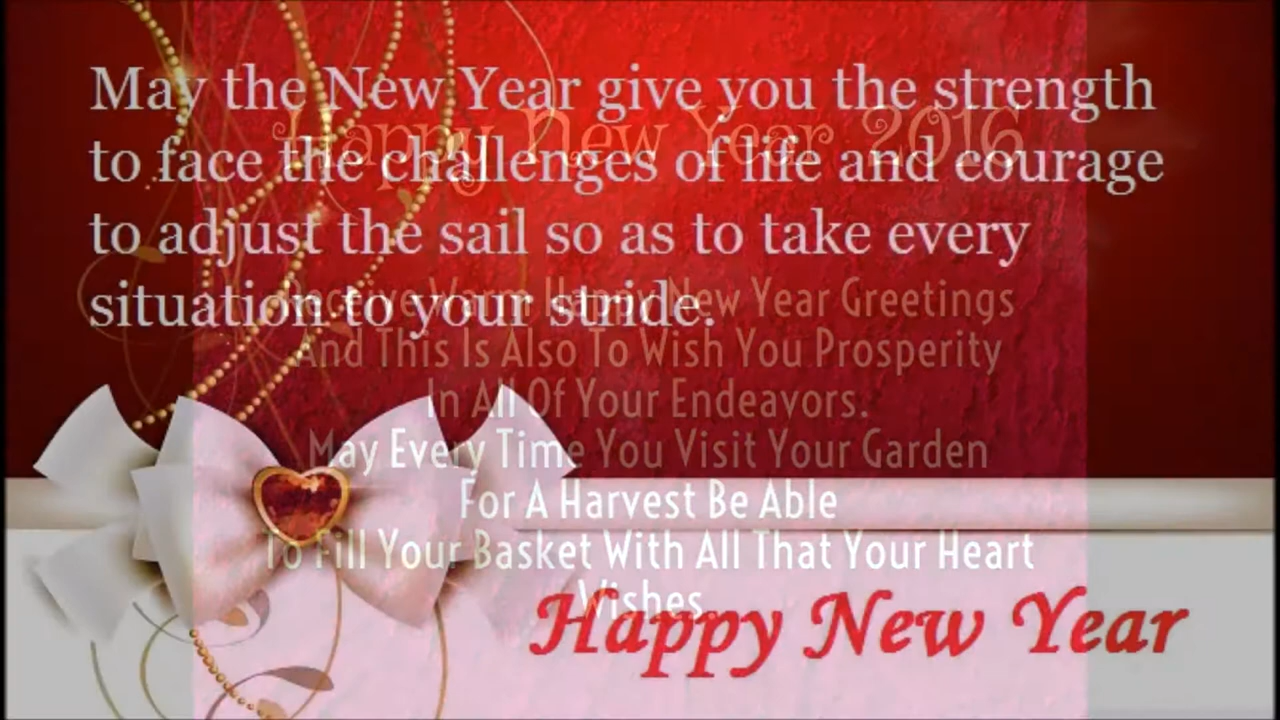 May the New Year give you the strength
to face the challenges of life and courage
to adjust the sail so as to take every
situation to your stride.
Happy New Year 2016
Receive Warm Happy New Year Greetings
And This Is Also To Wish You Prosperity
In All Of Your Endeavors.
May Every Time You Visit Your Garden
For A Harvest Be Able
To Fill Your Basket With All That Your Heart
Wishes.
Happy New Year